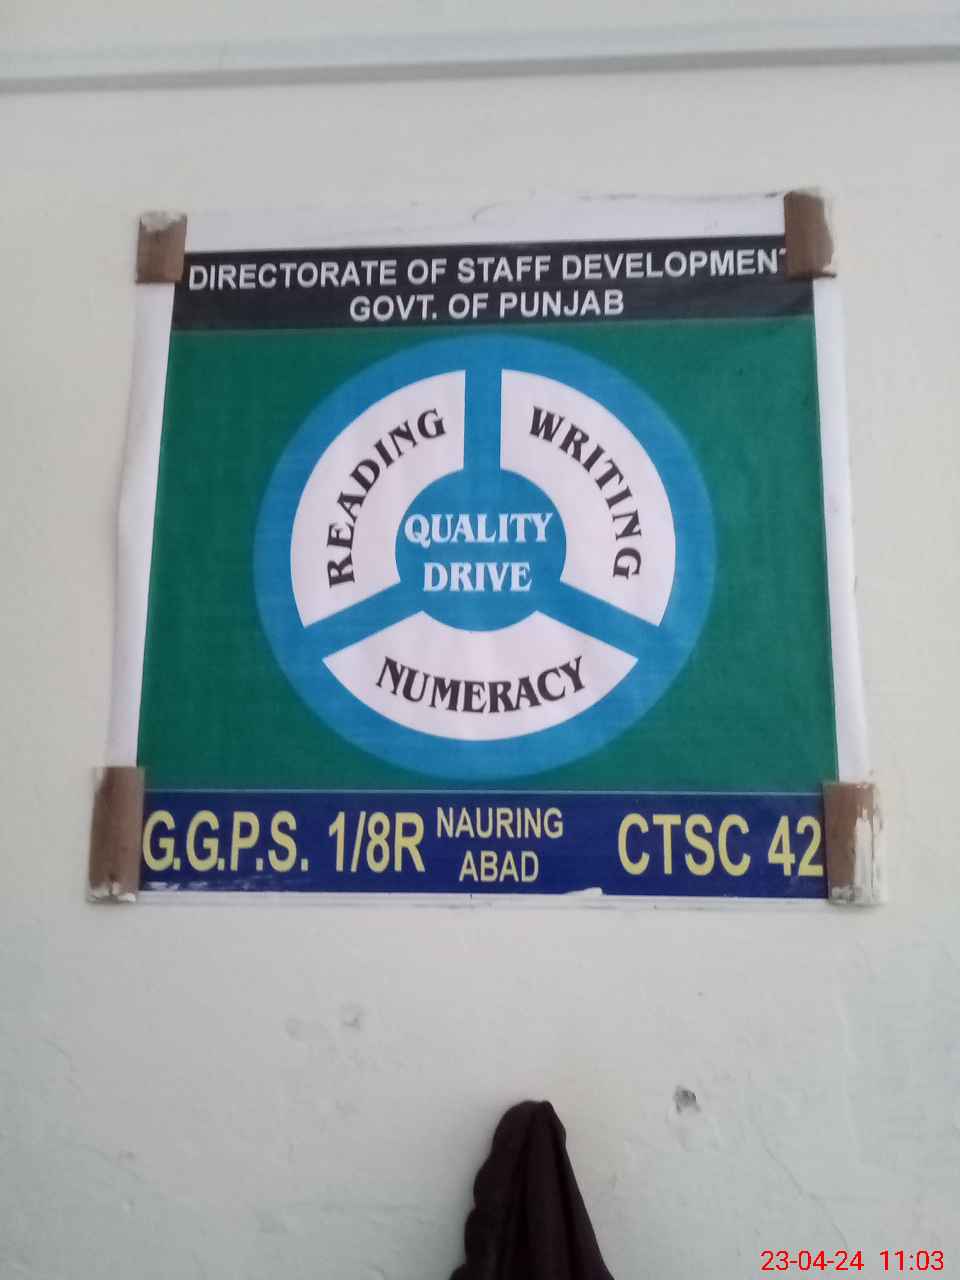 DIRECTORATE OF STAFF DEVELOPMENT
GOVT. OF PUNJAB
READING
WRITING
QUALITY
DRIVE
NUMERACY
G.G.P.S. 1/8R NAURING ABAD CTSC 42
23-04-24 11:03